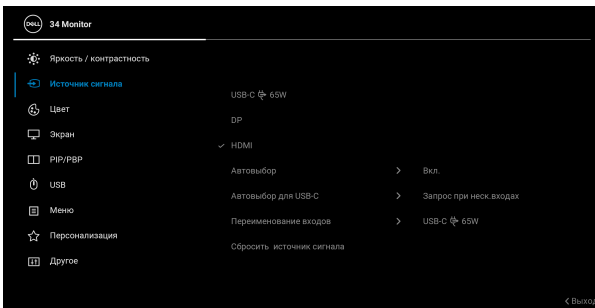 DELL 34 Monitor
Яркость / контрастность
Источник сигнала
Цвет
Экран
PIP/PBP
USB
Меню
Персонализация
Другое
USB-C 65W
DP
HDMI
Автовыбор Вкл.
Автовыбор для USB-C Запрос при неск.входах
Переименование входов USB-C 65W
Сбросить источник сигнала
Выход